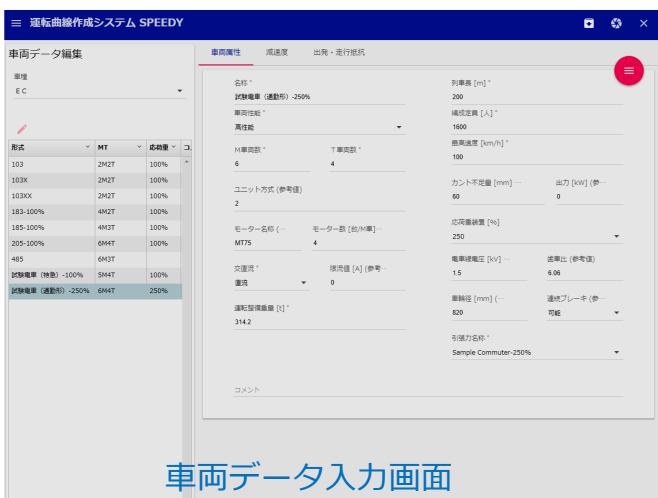 運転曲線作成システム SPEEDY
車両データ編集
車種
EC
形式 MT 応荷重 コ
103 2M2T 100%
103X 2M2T 100%
103XX 2M2T 100%
183-100% 4M2T 100%
185-100% 4M3T 100%
205-100% 6M4T 100%
485 6M3T
試験電車（特急）-100% 5M4T 100%
試験電車（通勤形）-250% 6M4T 250%
車両属性 減速度 出発・走行抵抗
名称 *
試験電車（通勤形）-250%
車両性能 *
高性能
M車両数 * T車両数 *
6 4
ユニット方式 (参考値)
2
モーター名称 (… モーター数 [台/M車]…
MT75 4
交直流 * 限流値 [A] (参考…
直流 0
運転整備重量 [t] *
314.2
列車長 [m] *
200
編成定員 [人] *
1600
最高速度 [km/h] *
100
カント不足量 [mm] … 出力 [kW] (参…
60 0
応荷重装置 [%]
250
電車線電圧 [kV] … 歯車比 (参考値)
1.5 6.06
車輪径 [mm] (… 連続ブレーキ (参…
820 可能
引張力名称 *
Sample Commuter-250%
コメント
車両データ入力画面